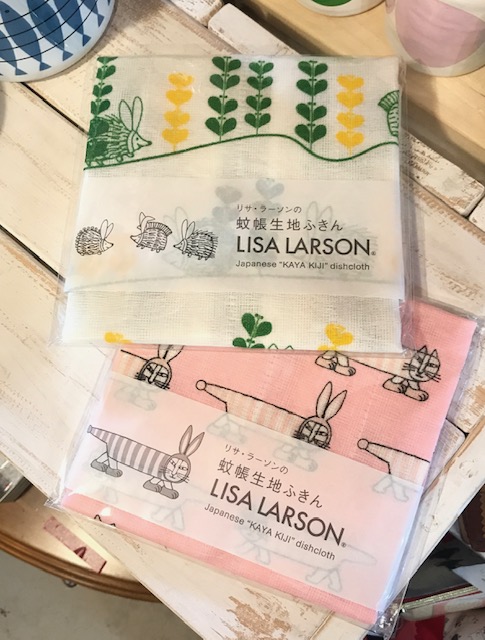 リサ・ラーソンの
蚊帳生地ふきん
LISA LARSON®
Japanese "KAYA KIJI" dishcloth
リサ・ラーソンの
蚊帳生地ふきん
LISA LARSON®
Japanese "KAYA KIJI" dishcloth